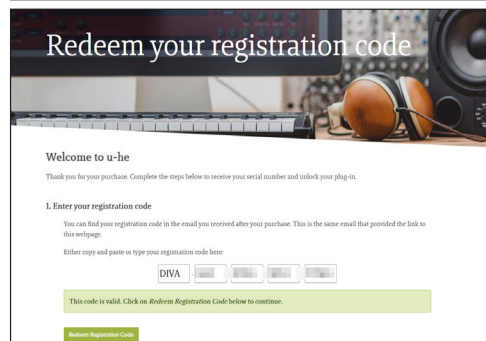 Redeem your registration code
Welcome to u-he
Thank you for your purchase. Complete the steps below to receive your serial number and unlock your plug-in.
1. Enter your registration code
You can find your registration code in the email you received after your purchase. This is the same email that provided the link to
this webpage.
Either copy and paste or type your registration code here:
DIVA - - - -
This code is valid. Click on Redeem Registration Code below to continue.
Redeem Registration Code